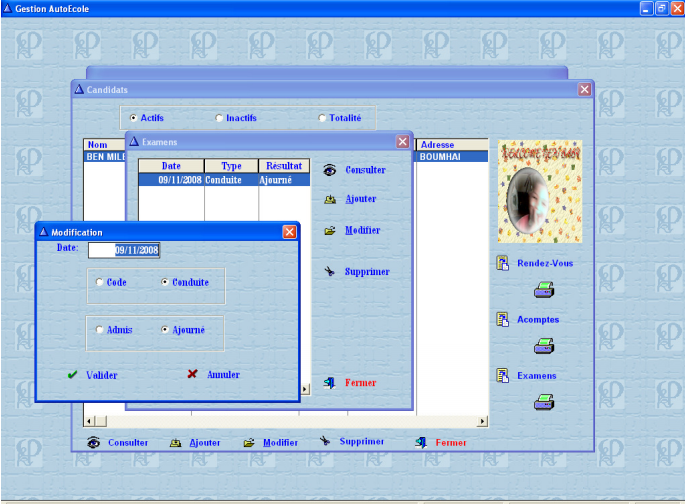 Gestion AutoEcole
Candidats
Actifs Inactifs Totalité
Nom Adresse
BEN MILE BOUMHAI
Examens
Date Type Résultat
09/11/2008 Conduite Ajourné
Consulter
Ajouter
Modifier
Supprimer
Fermer
Modification
Date: 09/11/2008
Code Conduite
Admis Ajourné
Valider Annuler
Rendez-Vous
Acomptes
Examens
Consulter Ajouter Modifier Supprimer Fermer